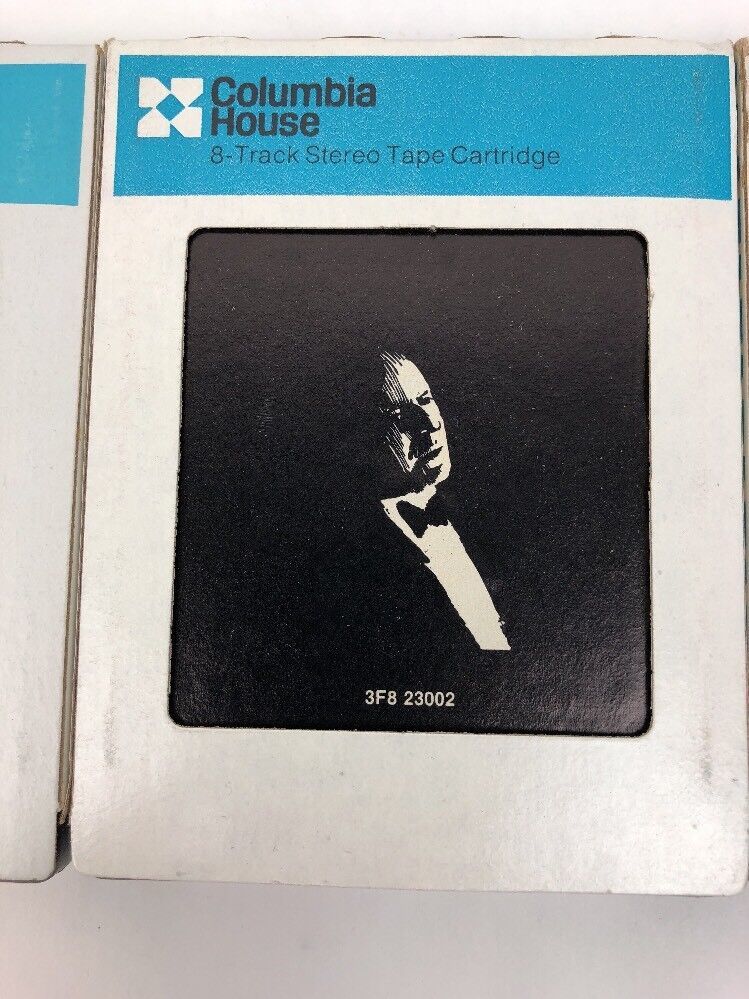 Columbia
House
8-Track Stereo Tape Cartridge
3F8 23002